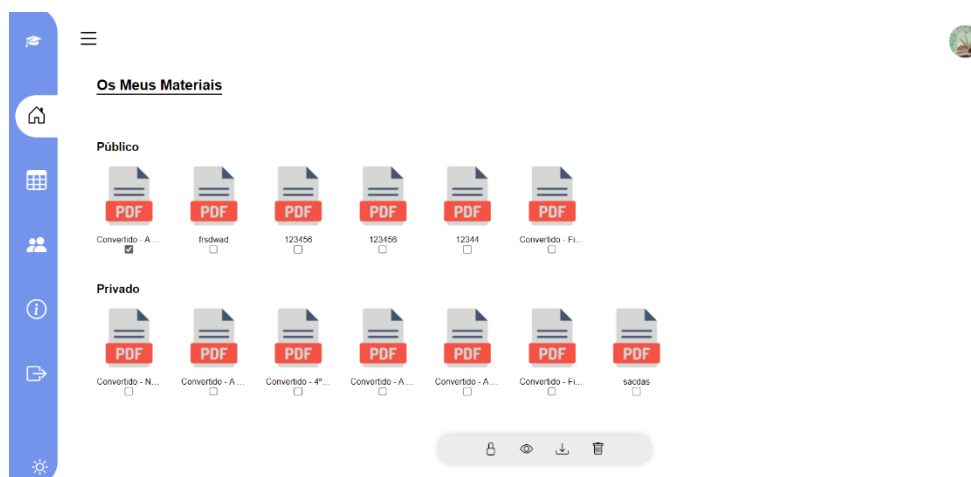 Os Meus Materiais
Público
PDF PDF PDF PDF PDF PDF
Convertido - A ... frsdwad 123456 123456 12344 Convertido - Fi...
Privado
PDF PDF PDF PDF PDF PDF PDF
Convertido - N... Convertido - A ... Convertido - 4º... Convertido - A ... Convertido - A ... Convertido - Fi... sacdas